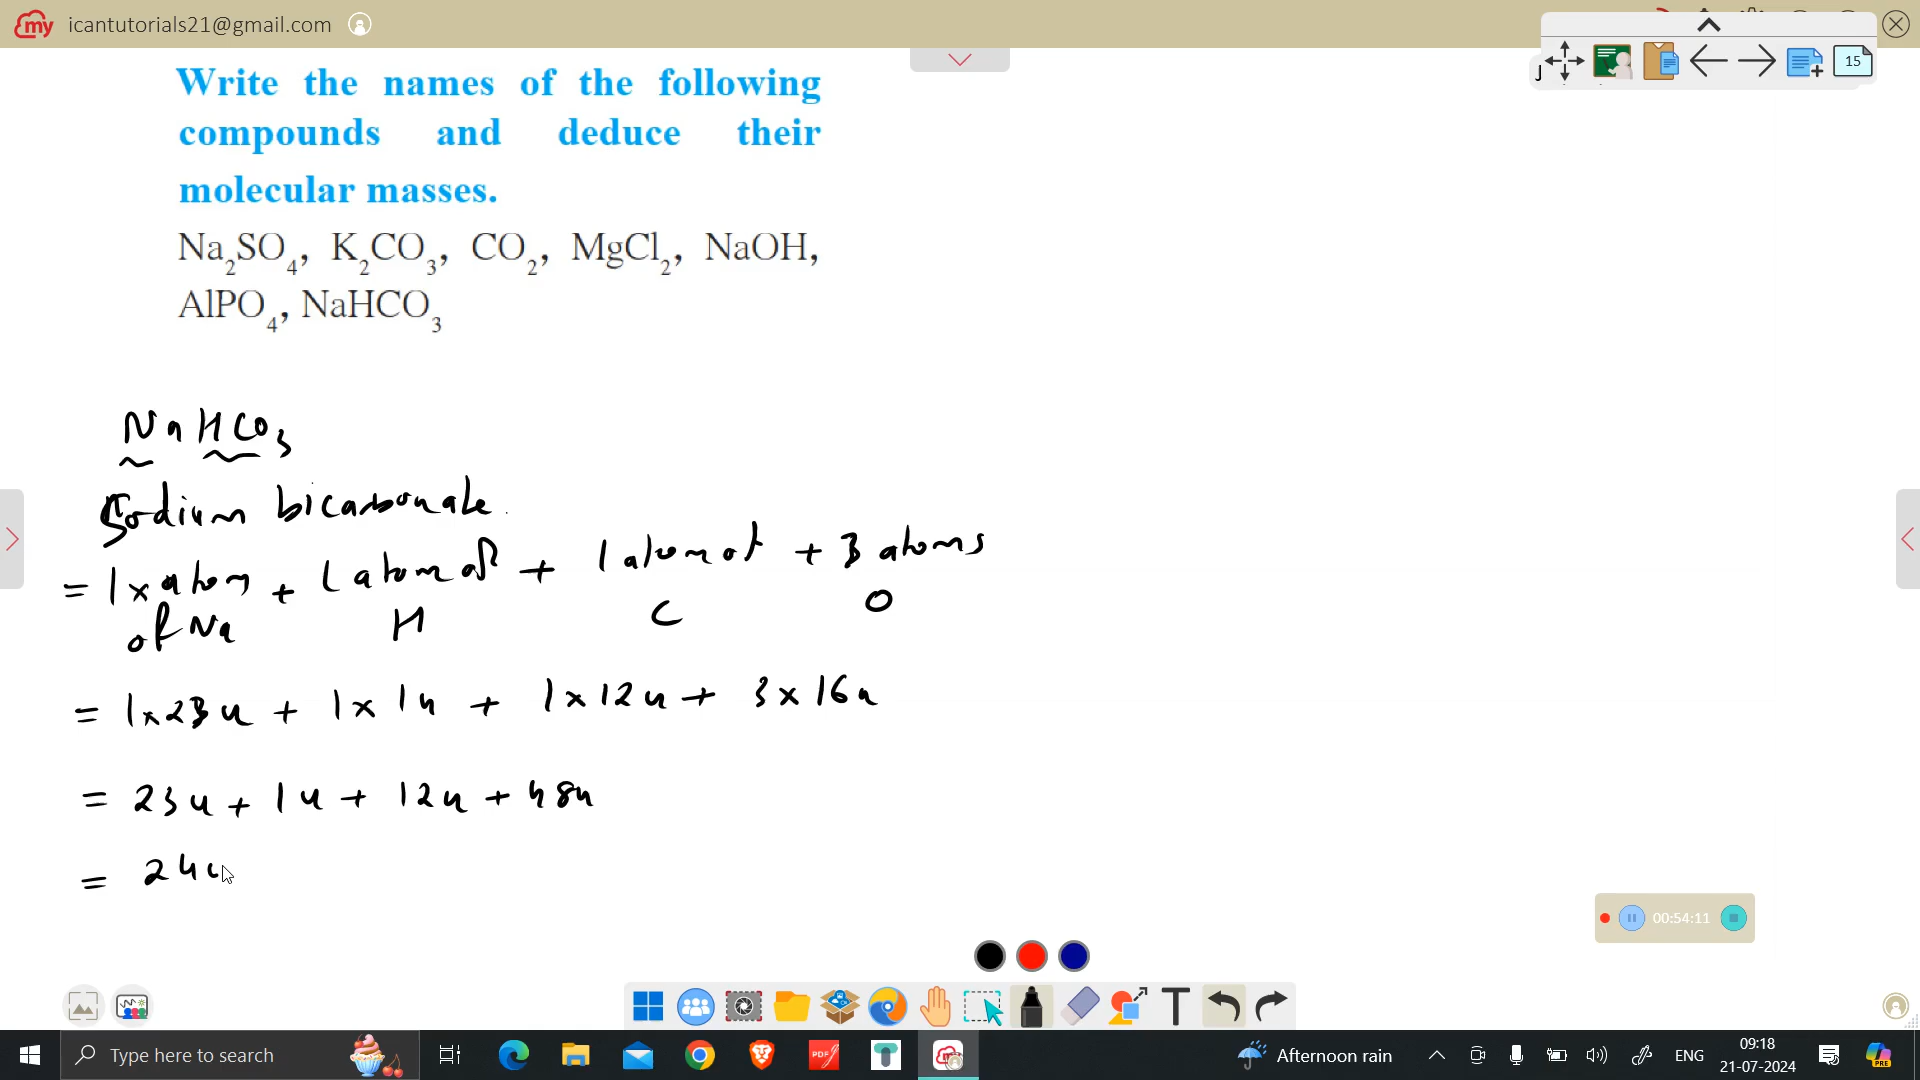 my icantutorials21@gmail.com
15
Write the names of the following
compounds and deduce their
molecular masses.
Na2SO4, K2CO3, CO2, MgCl2, NaOH,
AlPO4, NaHCO3
NaHCO3
Sodium bicarbonate.
= 1 x atom + 1 atom of + 1 atom of + 3 atoms
of Na H C O
= 1x23u + 1 x 1u + 1 x 12u + 3 x 16u
= 23u + 1u + 12u + 48u
= 24u
00:54:11
T
Type here to search
PDF
T
Afternoon rain
ENG
09:18
21-07-2024
PRE